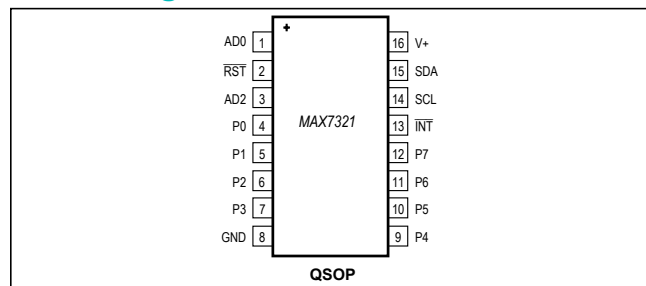 AD0 1 16 V+
RST 2 15 SDA
AD2 3 14 SCL
P0 4 MAX7321 13 INT
P1 5 12 P7
P2 6 11 P6
P3 7 10 P5
GND 8 9 P4
QSOP